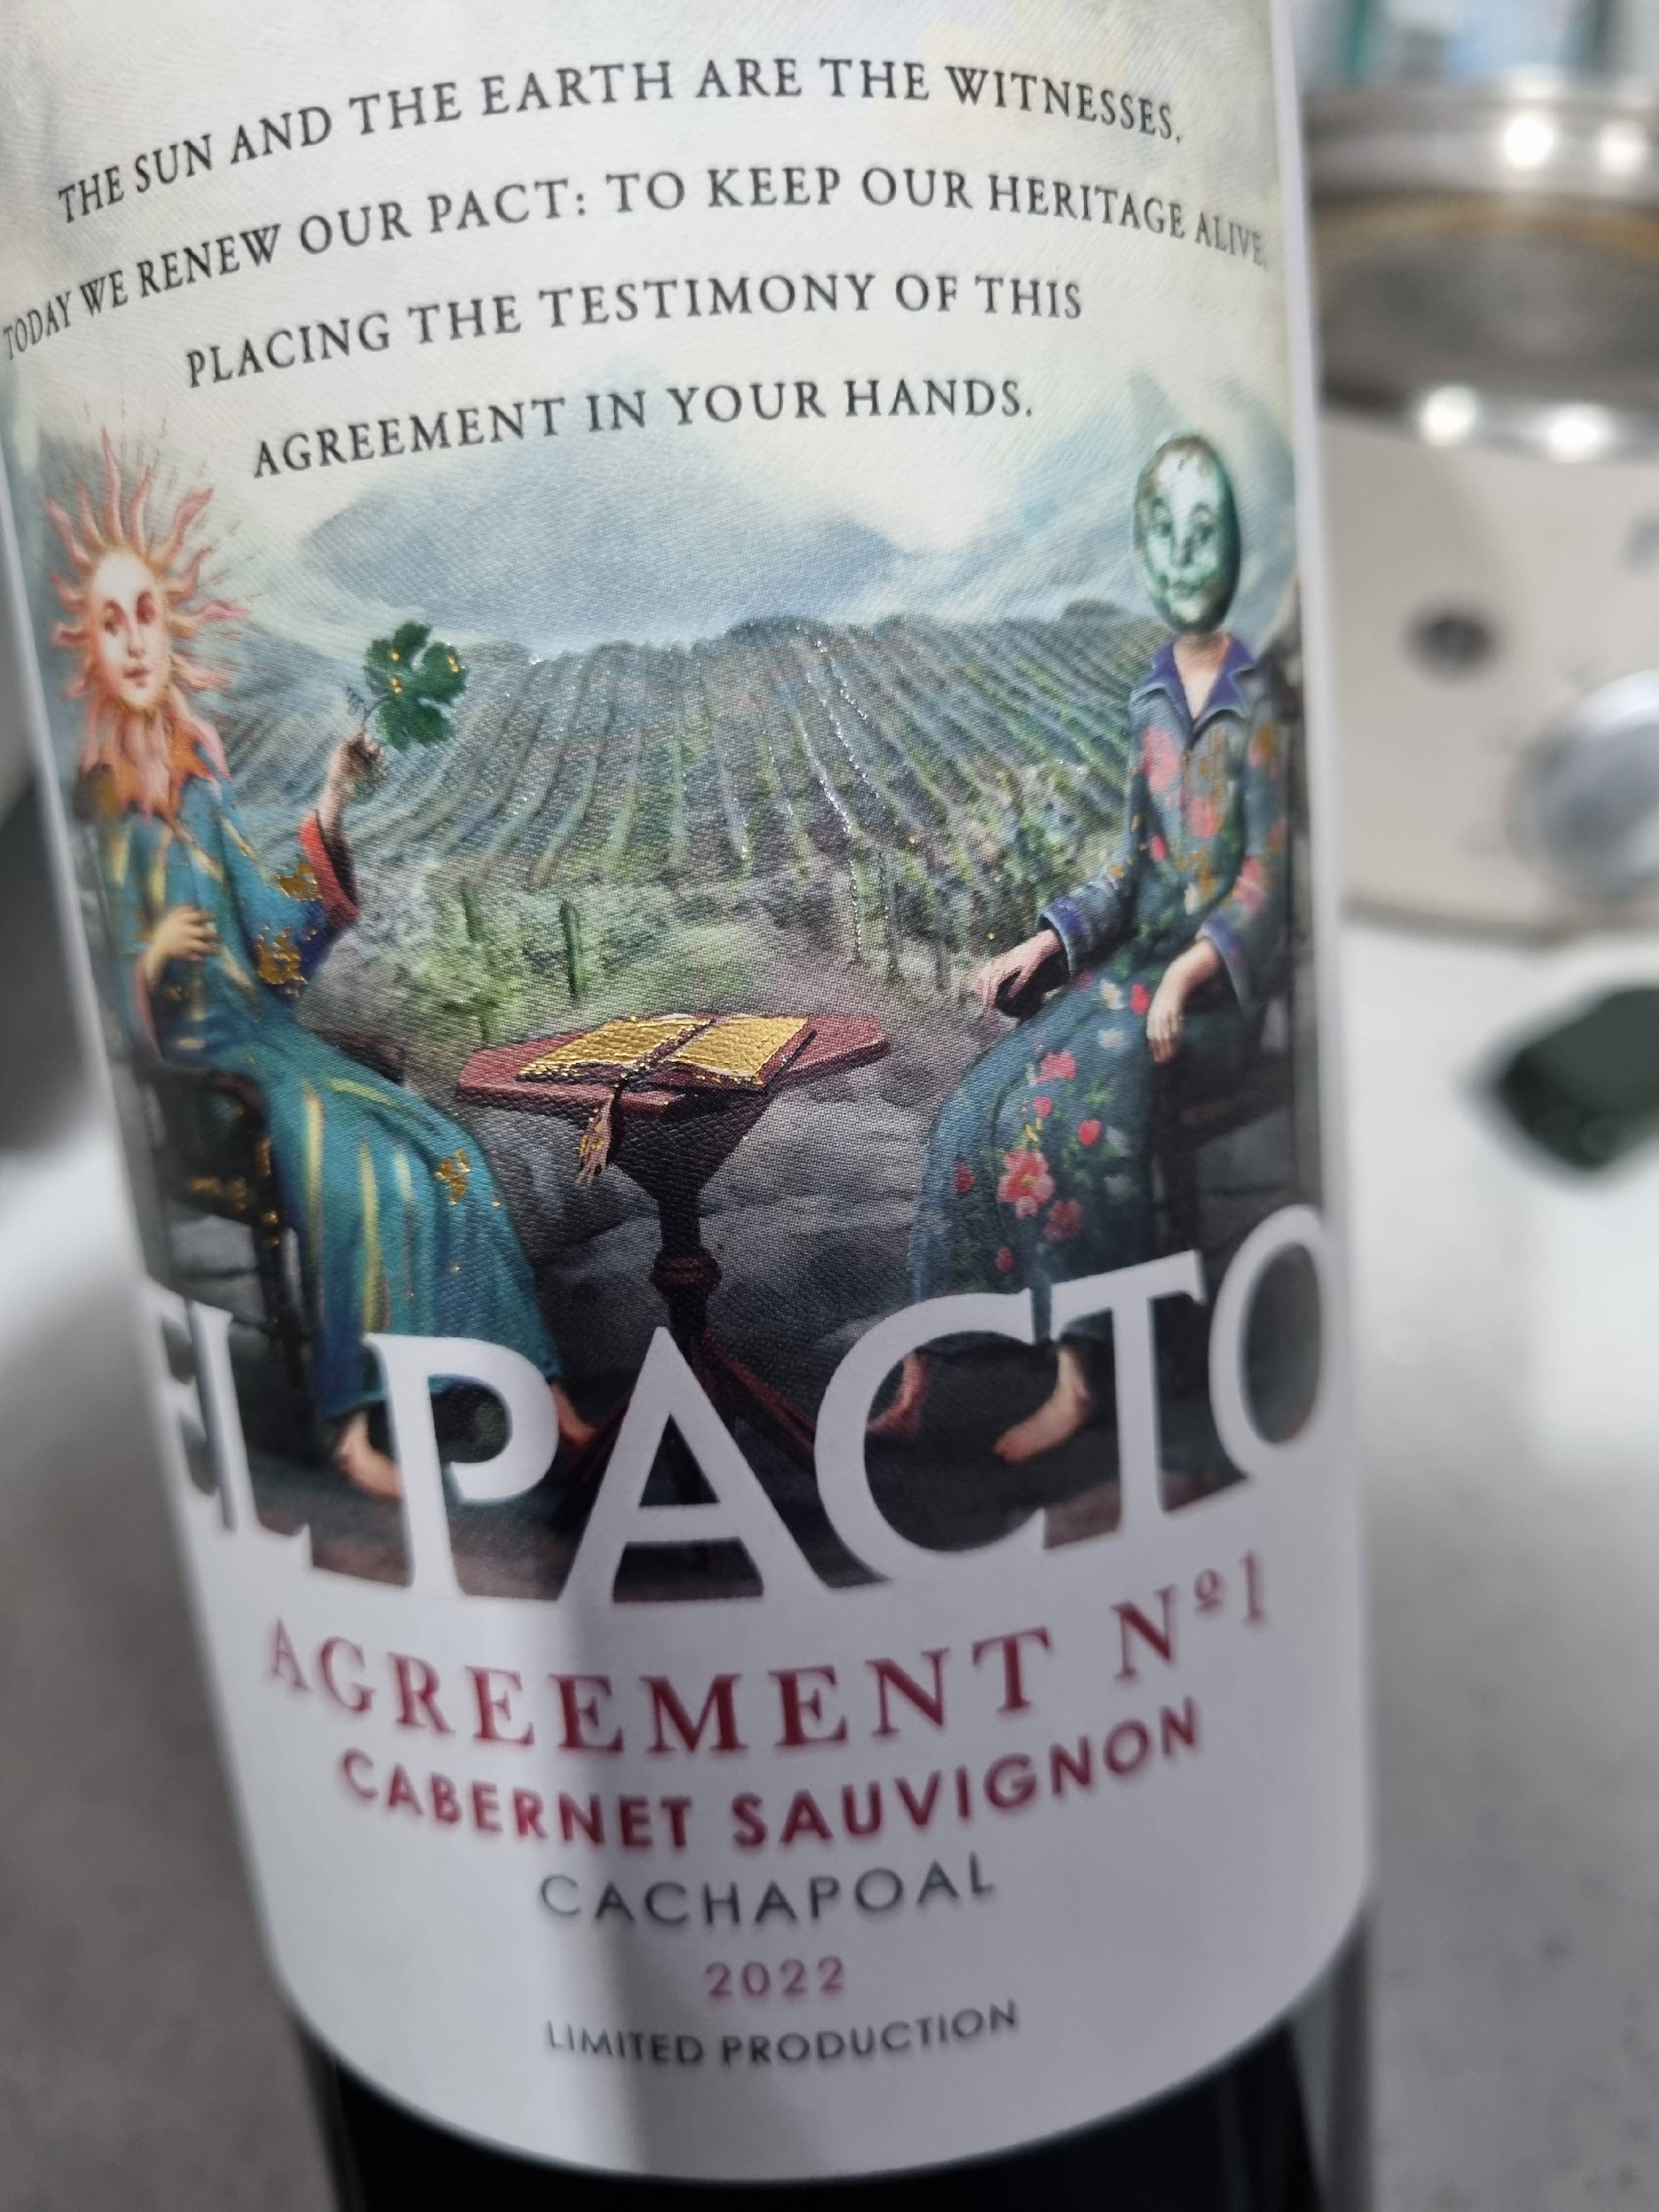 THE SUN AND THE EARTH ARE THE WITNESSES.
TODAY WE RENEW OUR PACT: TO KEEP OUR HERITAGE ALIVE,
PLACING THE TESTIMONY OF THIS
AGREEMENT IN YOUR HANDS.
EL PACTO
AGREEMENT Nº1
CABERNET SAUVIGNON
CACHAPOAL
2022
LIMITED PRODUCTION